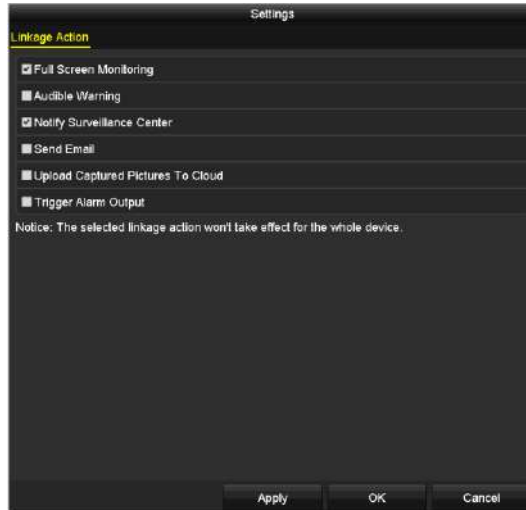 Settings
Linkage Action
Full Screen Monitoring
Audible Warning
Notify Surveillance Center
Send Email
Upload Captured Pictures To Cloud
Trigger Alarm Output
Notice: The selected linkage action won't take effect for the whole device.
Apply OK Cancel